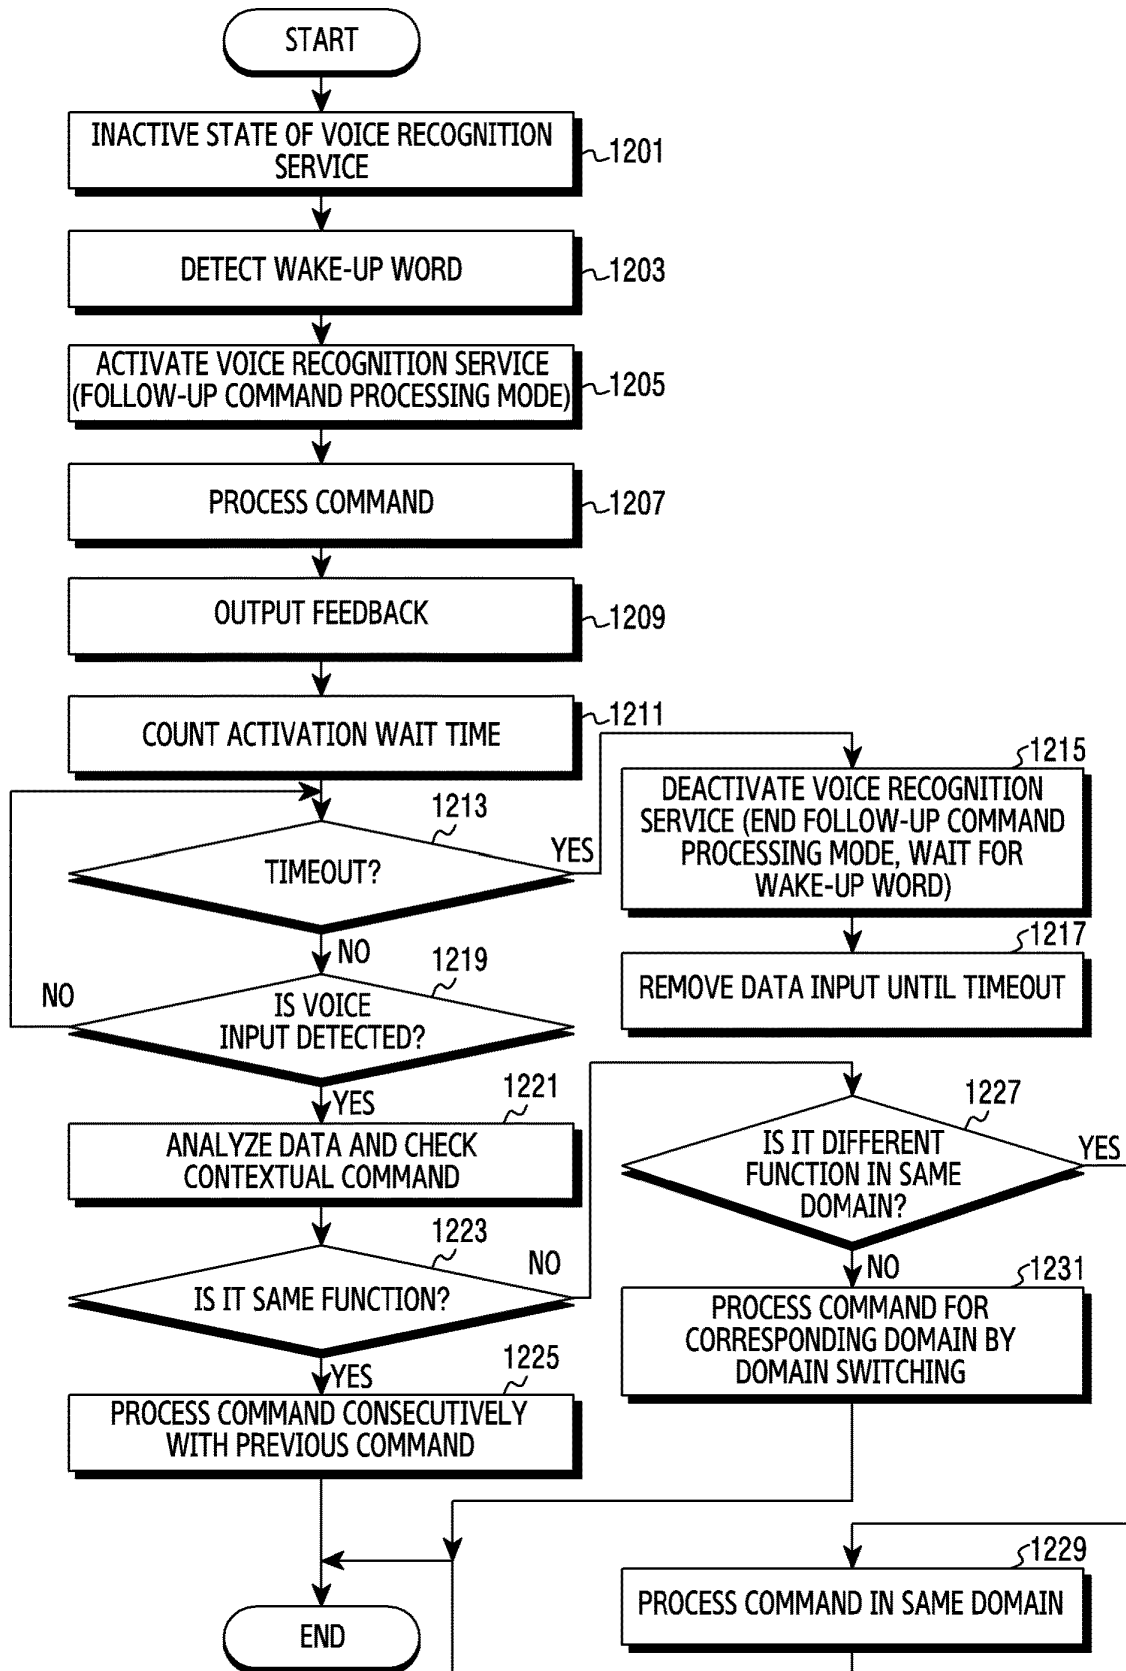 START
INACTIVE STATE OF VOICE RECOGNITION
SERVICE
1201
DETECT WAKE-UP WORD
1203
ACTIVATE VOICE RECOGNITION SERVICE
(FOLLOW-UP COMMAND PROCESSING MODE)
1205
PROCESS COMMAND
1207
OUTPUT FEEDBACK
1209
COUNT ACTIVATION WAIT TIME
1211
1213
TIMEOUT?
YES
NO
1215
DEACTIVATE VOICE RECOGNITION
SERVICE (END FOLLOW-UP COMMAND
PROCESSING MODE, WAIT FOR
WAKE-UP WORD)
1217
REMOVE DATA INPUT UNTIL TIMEOUT
1219
IS VOICE
INPUT DETECTED?
NO
YES
1221
ANALYZE DATA AND CHECK
CONTEXTUAL COMMAND
1223
IS IT SAME FUNCTION?
NO
YES
1225
PROCESS COMMAND CONSECUTIVELY
WITH PREVIOUS COMMAND
1227
IS IT DIFFERENT
FUNCTION IN SAME
DOMAIN?
YES
NO
1231
PROCESS COMMAND FOR
CORRESPONDING DOMAIN BY
DOMAIN SWITCHING
1229
PROCESS COMMAND IN SAME DOMAIN
END